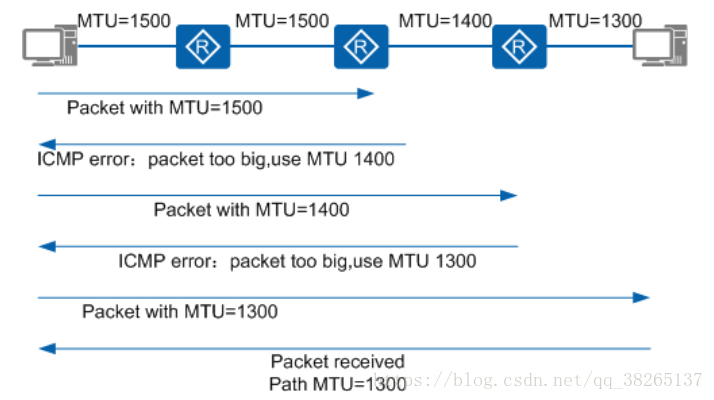 MTU=1500 MTU=1500 MTU=1400 MTU=1300
R R R
Packet with MTU=1500
ICMP error：packet too big,use MTU 1400
Packet with MTU=1400
ICMP error：packet too big,use MTU 1300
Packet with MTU=1300
Packet received
Path MTU=1300
https://blog.csdn.net/qq_38265137